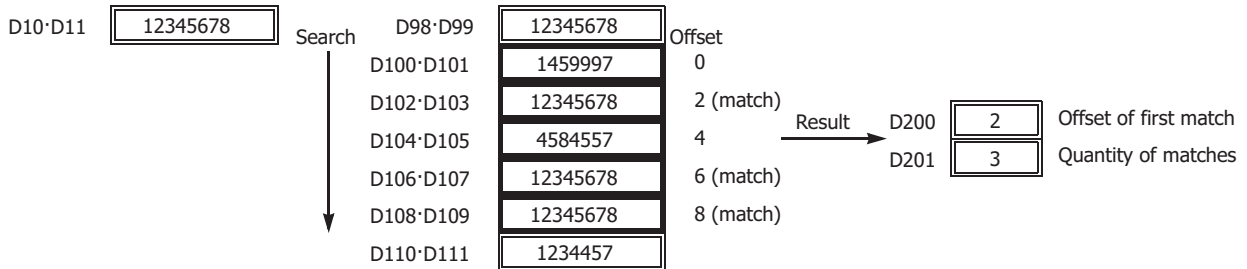 D10·D11 12345678 Search D98·D99 12345678 Offset
D100·D101 1459997 0
D102·D103 12345678 2 (match)
D104·D105 4584557 4 Result D200 2 Offset of first match
D201 3 Quantity of matches
D106·D107 12345678 6 (match)
D108·D109 12345678 8 (match)
D110·D111 1234457